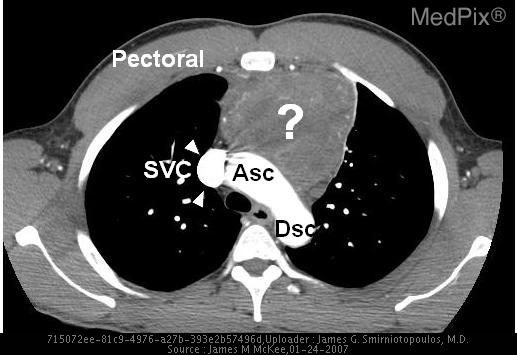 MedPix®
Pectoral
?
SVC
Asc
Dsc
715072ee-81c9-4976-a27b-393e2b57496d,Uploader : James G. Smirniotopoulos, M.D.
Source : James M McKee,01-24-2007